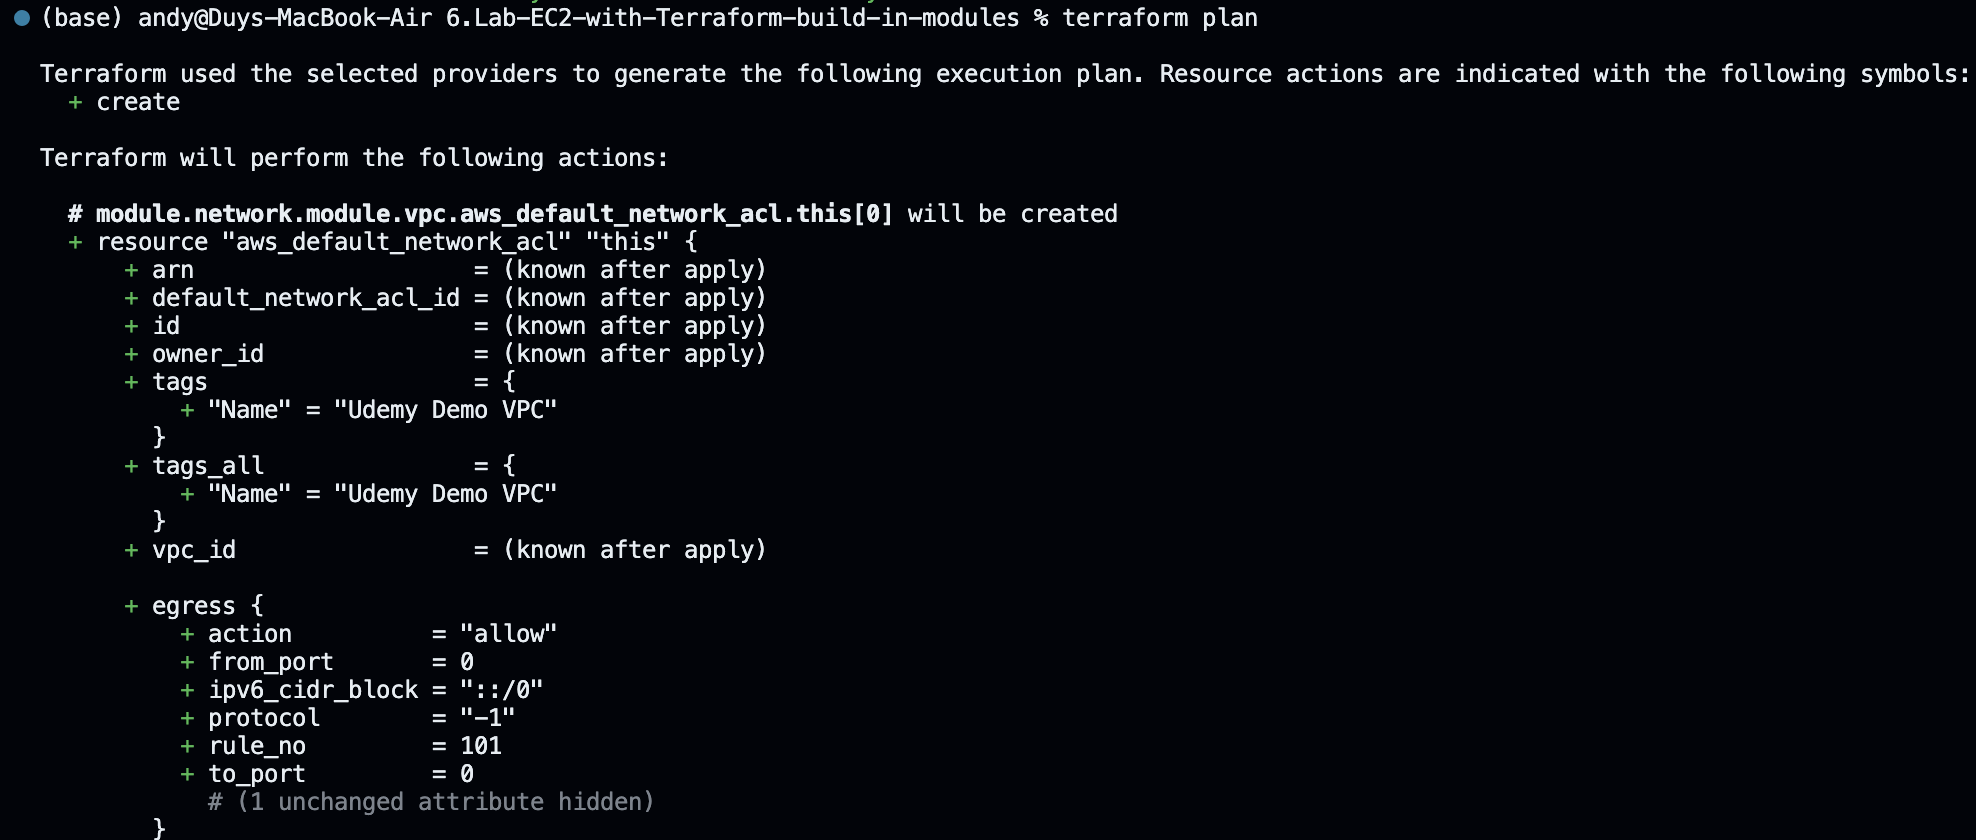 (base) andy@Duys-MacBook-Air 6.Lab-EC2-with-Terraform-build-in-modules % terraform plan
Terraform used the selected providers to generate the following execution plan. Resource actions are indicated with the following symbols:
+ create
Terraform will perform the following actions:
# module.network.module.vpc.aws_default_network_acl.this[0] will be created
+ resource "aws_default_network_acl" "this" {
+ arn = (known after apply)
+ default_network_acl_id = (known after apply)
+ id = (known after apply)
+ owner_id = (known after apply)
+ tags = {
+ "Name" = "Udemy Demo VPC"
}
+ tags_all = {
+ "Name" = "Udemy Demo VPC"
}
+ vpc_id = (known after apply)
+ egress {
+ action = "allow"
+ from_port = 0
+ ipv6_cidr_block = "::/0"
+ protocol = "-1"
+ rule_no = 101
+ to_port = 0
# (1 unchanged attribute hidden)
}